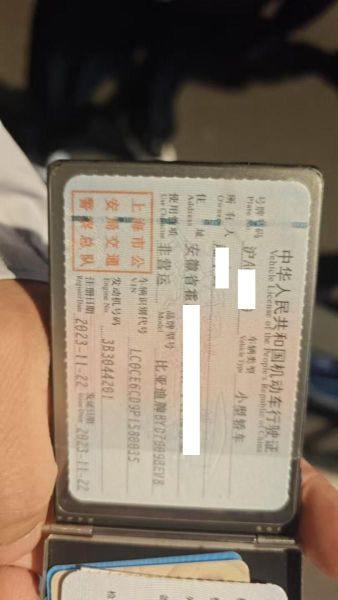 中华人民共和国机动车行驶证
Vehicle License of the People's Republic of China
号牌号码 沪 车辆类型 小型轿车
Plate No. Vehicle Type
所有人
Owner
住址 安徽省
Address
使用性质 非营运 品牌型号 比亚迪牌
Use Character Model
上海市公
安局交通
警察总队
车辆识别代号 LC0CE6CD9P1580035
VIN
发动机号码 3B3044201
Engine No.
注册日期 2023-11-22 发证日期 2023-11-22
Register Date Issue Date